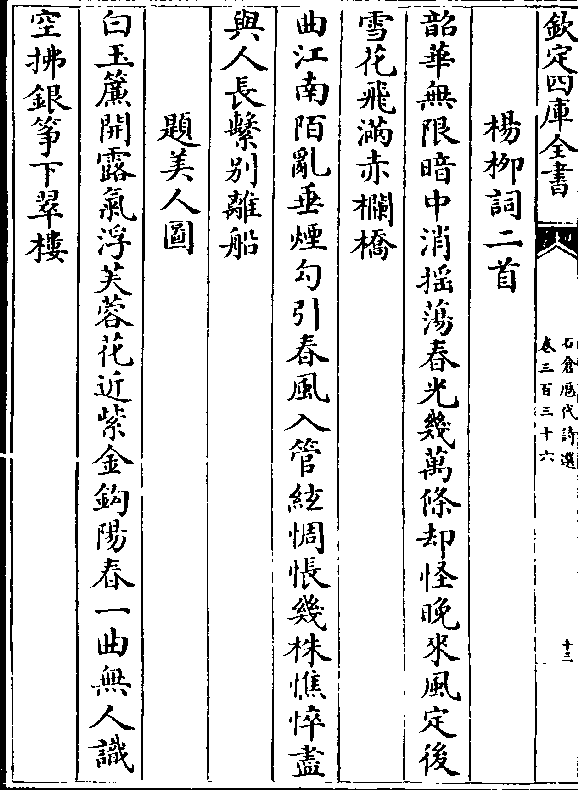 欽定四庫全書
石倉歷代詩選
卷三百三十六
十三
楊栁詞二首
韶華無限暗中消摇蕩春光幾萬條却怪晚來風定後
雪花飛滿赤欄橋
曲江南陌亂垂煙勾引春風入管絃惆悵幾株憔悴盡
與人長繫别離船
題美人圖
白玉簾開露氣浮芙蓉花近紫金鈎陽春一曲無人識
空拂銀箏下翠樓